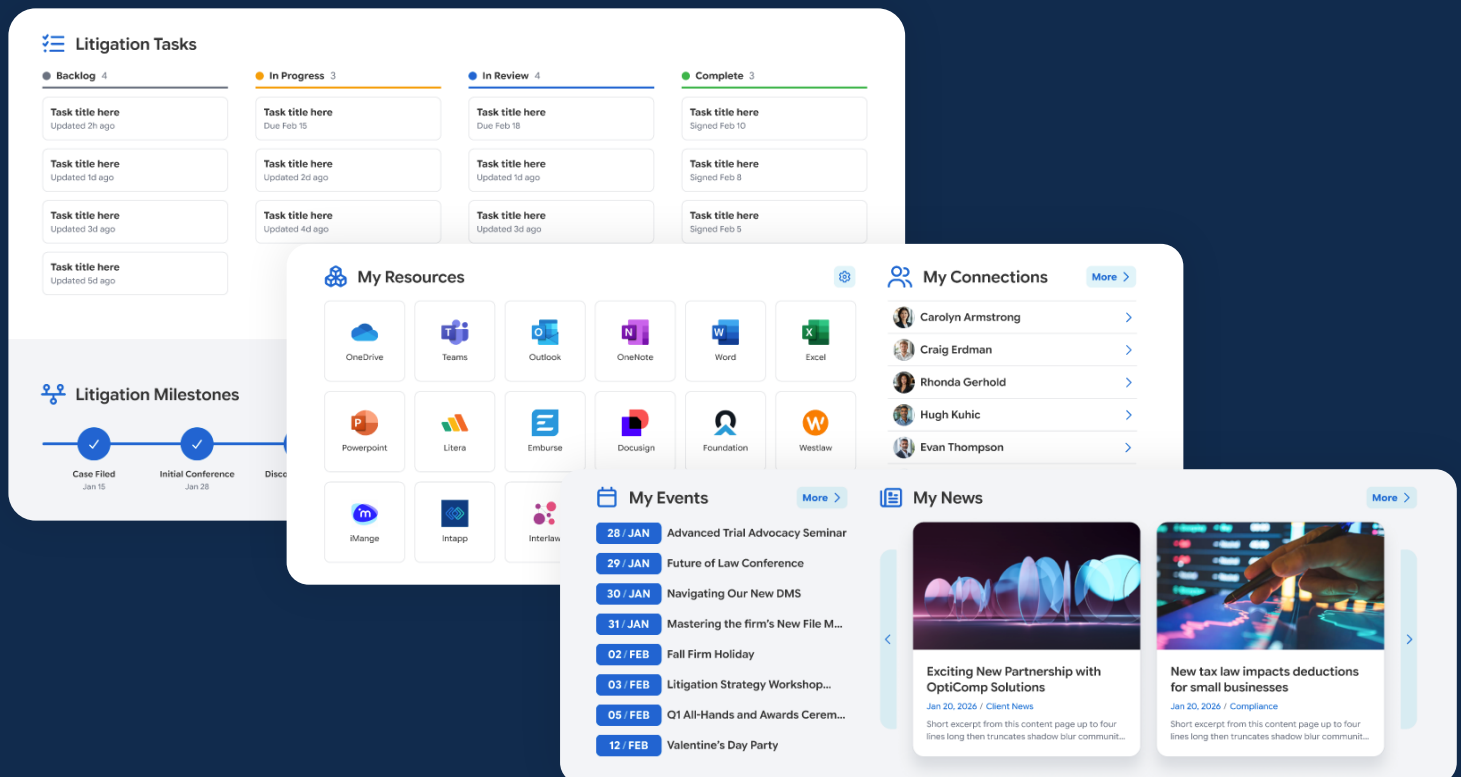 Litigation Tasks
Backlog 4
Task title here
Updated 2h ago
Task title here
Updated 1d ago
Task title here
Updated 3d ago
Task title here
Updated 5d ago
In Progress 3
Task title here
Due Feb 15
Task title here
Updated 2d ago
Task title here
Updated 4d ago
In Review 4
Task title here
Due Feb 18
Task title here
Updated 1d ago
Task title here
Updated 3d ago
Complete 3
Task title here
Signed Feb 10
Task title here
Signed Feb 8
Task title here
Signed Feb 5
Litigation Milestones
Case Filed
Jan 15
Initial Conference
Jan 28
Disco
My Resources
OneDrive
T
Teams
O
Outlook
N
OneNote
W
Word
X
Excel
P
Powerpoint
Litera
Emburse
Docusign
Foundation
W
Westlaw
m
iMange
Intapp
Interlaw
My Connections
More
Carolyn Armstrong
Craig Erdman
Rhonda Gerhold
Hugh Kuhic
Evan Thompson
My Events
More
28 / JAN Advanced Trial Advocacy Seminar
29 / JAN Future of Law Conference
30 / JAN Navigating Our New DMS
31 / JAN Mastering the firm's New File M...
02 / FEB Fall Firm Holiday
03 / FEB Litigation Strategy Workshop...
05 / FEB Q1 All-Hands and Awards Cerem...
12 / FEB Valentine's Day Party
My News
More
Exciting New Partnership with
OptiComp Solutions
Jan 20, 2026 / Client News
Short excerpt from this content page up to four
lines long then truncates shadow blur communit...
New tax law impacts deductions
for small businesses
Jan 20, 2026 / Compliance
Short excerpt from this content page up to four
lines long then truncates shadow blur communit...